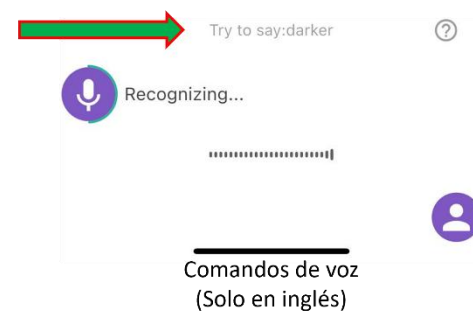 Try to say:darker
?
Recognizing...
Comandos de voz
(Solo en inglés)